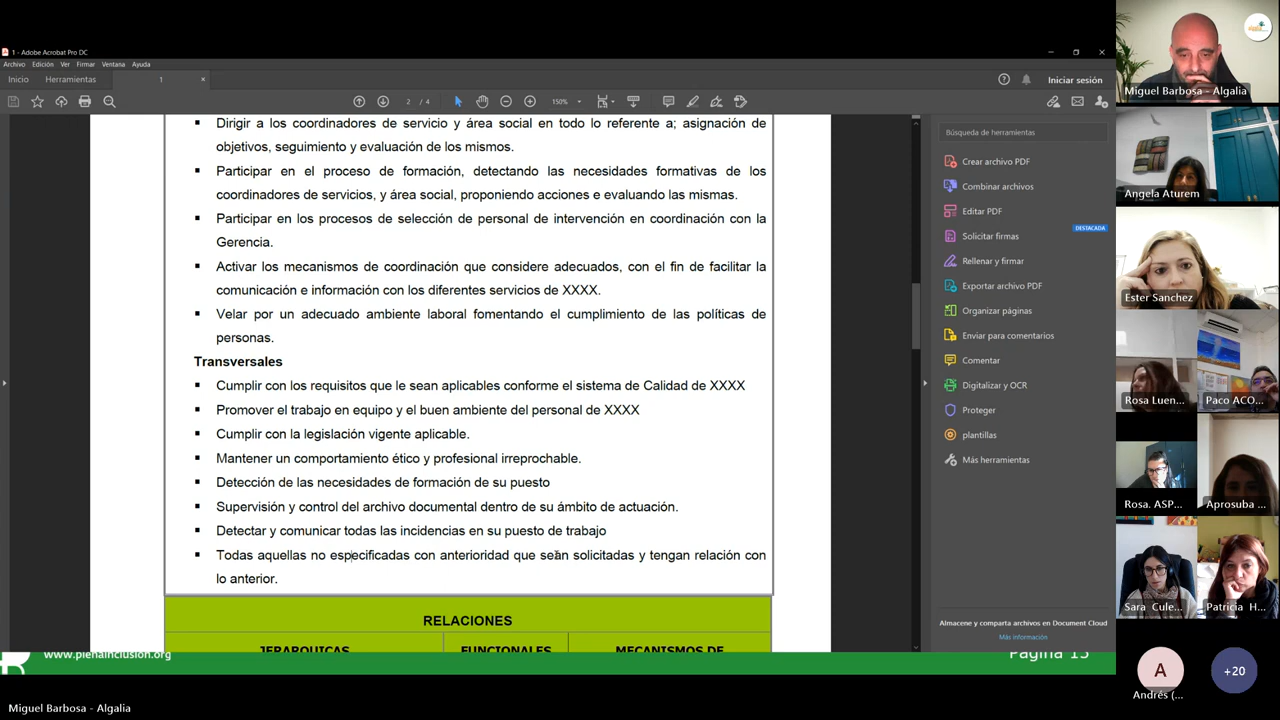 1 - Adobe Acrobat Pro DC
Archivo Edición Ver Firmar Ventana Ayuda
Inicio Herramientas 1 Iniciar sesión
2 / 4 150%
Dirigir a los coordinadores de servicio y área social en todo lo referente a; asignación de
objetivos, seguimiento y evaluación de los mismos.
Participar en el proceso de formación, detectando las necesidades formativas de los
coordinadores de servicios, y área social, proponiendo acciones e evaluando las mismas.
Participar en los procesos de selección de personal de intervención en coordinación con la
Gerencia.
Activar los mecanismos de coordinación que considere adecuados, con el fin de facilitar la
comunicación e información con los diferentes servicios de XXXX.
Velar por un adecuado ambiente laboral fomentando el cumplimiento de las políticas de
personas.
Transversales
Cumplir con los requisitos que le sean aplicables conforme el sistema de Calidad de XXXX
Promover el trabajo en equipo y el buen ambiente del personal de XXXX
Cumplir con la legislación vigente aplicable.
Mantener un comportamiento ético y profesional irreprochable.
Detección de las necesidades de formación de su puesto
Supervisión y control del archivo documental dentro de su ámbito de actuación.
Detectar y comunicar todas las incidencias en su puesto de trabajo
Todas aquellas no especificadas con anterioridad que sean solicitadas y tengan relación con
lo anterior.
RELACIONES
JERARQUICAS FUNCIONALES MECANISMOS DE
www.plenainclusion.org Página 15
Miguel Barbosa - Algalia
Búsqueda de herramientas
Crear archivo PDF
Combinar archivos
Editar PDF
Solicitar firmas
DESTACADA
Rellenar y firmar
Exportar archivo PDF
Organizar páginas
Enviar para comentarios
Comentar
Digitalizar y OCR
Proteger
plantillas
Más herramientas
Almacene y comparta archivos en Document Cloud
Más información
Miguel Barbosa - Algalia
Angela Aturem
Ester Sanchez
Rosa Luen... Paco ACO...
Rosa. ASP... Aprosuba ...
Sara Cule... Patricia H...
A +20
Andrés (...